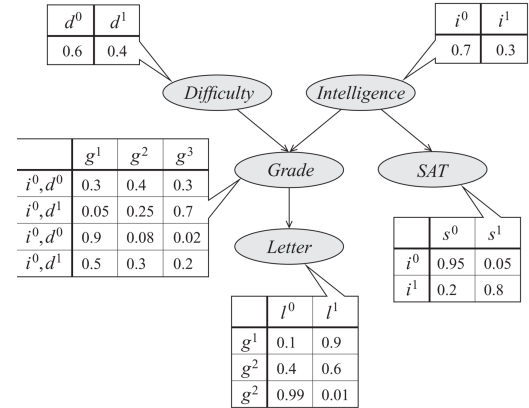 d⁰ d¹
0.6 0.4
i⁰ i¹
0.7 0.3
Difficulty
Intelligence
g¹ g² g³
i⁰,d⁰ 0.3 0.4 0.3
i⁰,d¹ 0.05 0.25 0.7
i⁰,d⁰ 0.9 0.08 0.02
i⁰,d¹ 0.5 0.3 0.2
Grade
SAT
Letter
s⁰ s¹
i⁰ 0.95 0.05
i¹ 0.2 0.8
l⁰ l¹
g¹ 0.1 0.9
g² 0.4 0.6
g² 0.99 0.01